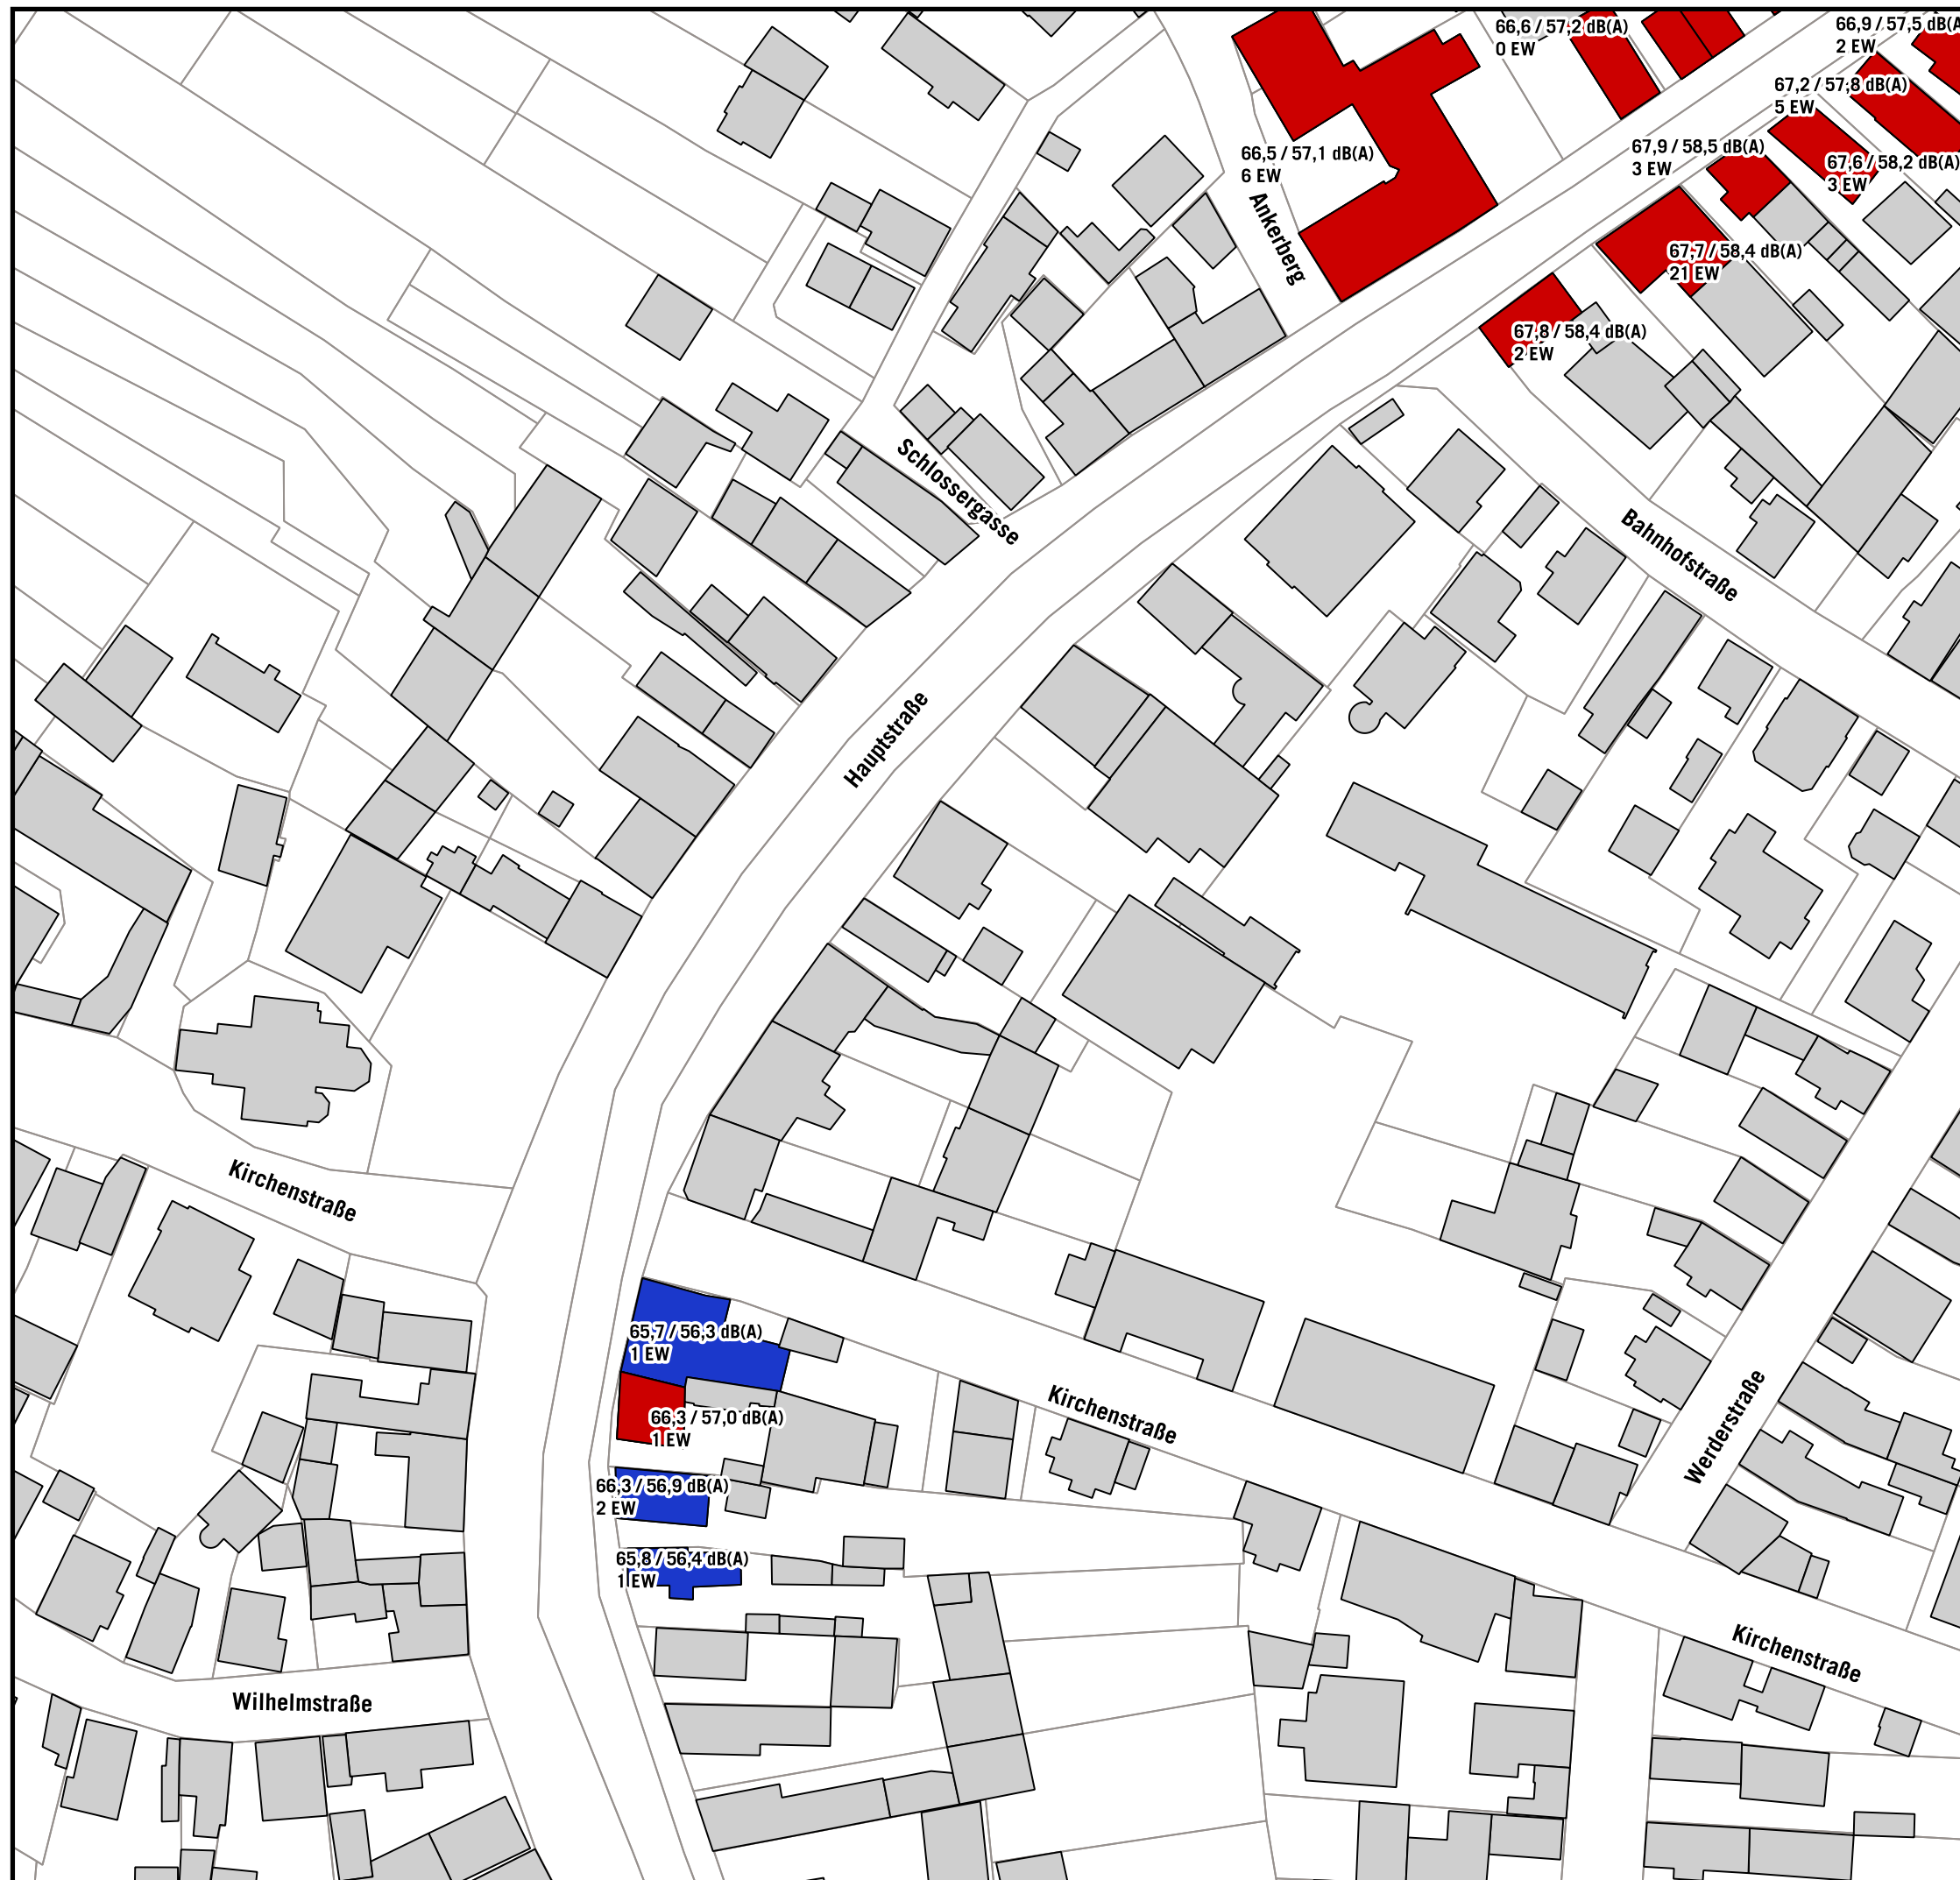 66,6 / 57,2 dB(A)
0 EW
66,9 / 57,5 dB(A
2 EW
67,2 / 57,8 dB(A)
5 EW
67,9 / 58,5 dB(A)
3 EW
66,5 / 57,1 dB(A)
6 EW
67,6 / 58,2 dB(A)
3 EW
Ankerberg
67,7 / 58,4 dB(A)
21 EW
67,8 / 58,4 dB(A)
2 EW
Schlossergasse
Bahnhofstraße
Hauptstraße
Kirchenstraße
65,7 / 56,3 dB(A)
1 EW
Kirchenstraße
66,3 / 57,0 dB(A)
1 EW
Werderstraße
66,3 / 56,9 dB(A)
2 EW
65,8 / 56,4 dB(A)
1 EW
Kirchenstraße
Wilhelmstraße